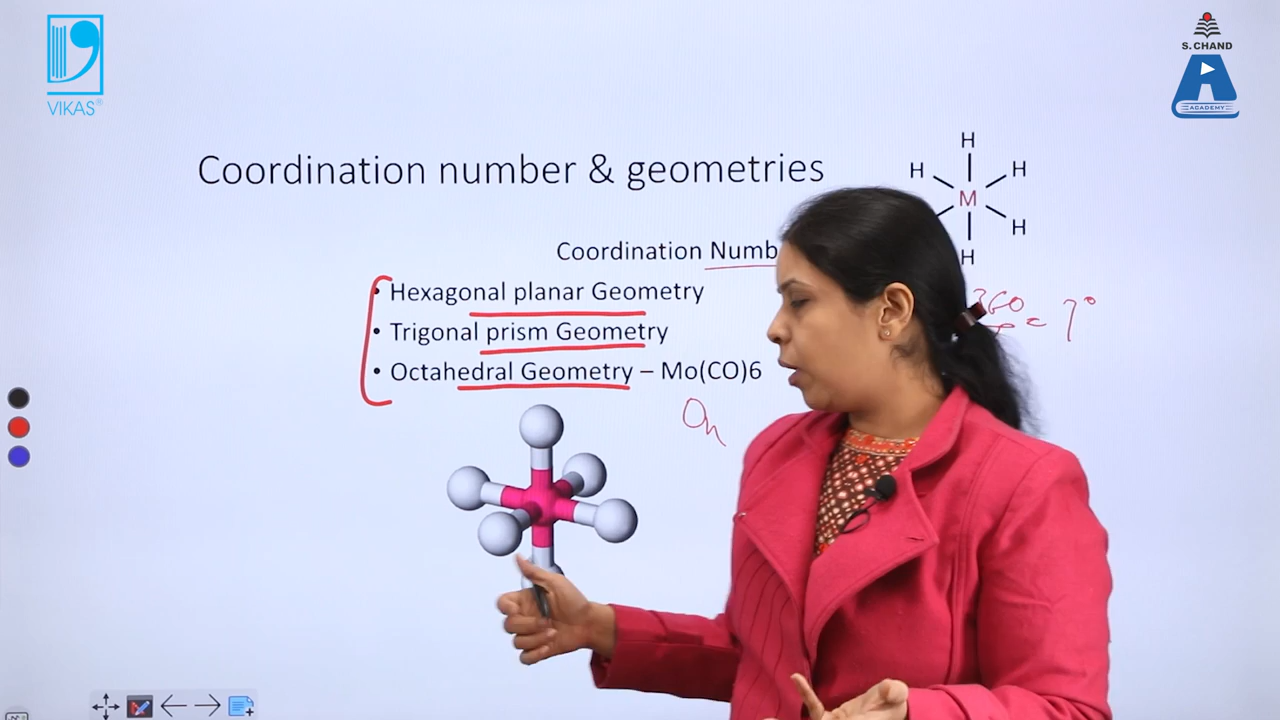 VIKAS®
S. CHAND
ACADEMY
Coordination number & geometries
H
H H
M
H
H
Coordination Numb
• Hexagonal planar Geometry
• Trigonal prism Geometry
• Octahedral Geometry – Mo(CO)6
360
Oh